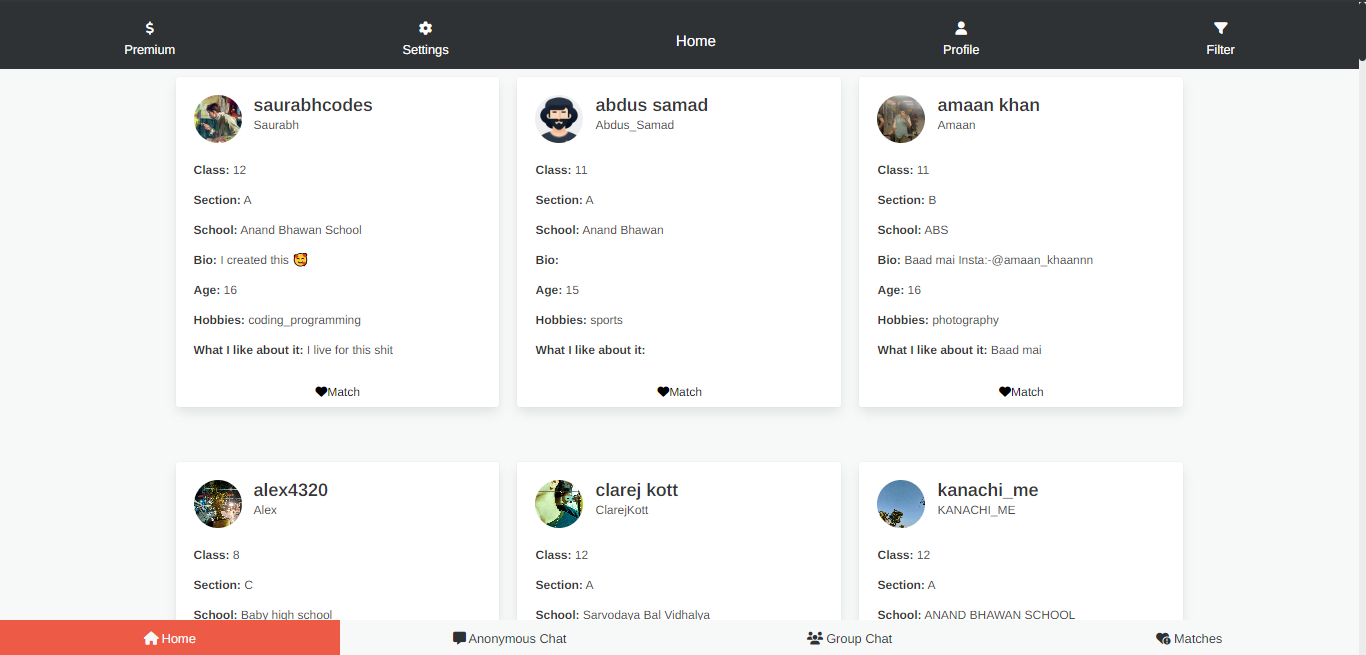 Premium
Settings
Home
Profile
Filter
saurabhcodes
Saurabh
Class: 12
Section: A
School: Anand Bhawan School
Bio: I created this 🥰
Age: 16
Hobbies: coding_programming
What I like about it: I live for this shit
Match
abdus samad
Abdus_Samad
Class: 11
Section: A
School: Anand Bhawan
Bio:
Age: 15
Hobbies: sports
What I like about it:
Match
amaan khan
Amaan
Class: 11
Section: B
School: ABS
Bio: Baad mai Insta:-@amaan_khaannn
Age: 16
Hobbies: photography
What I like about it: Baad mai
Match
alex4320
Alex
Class: 8
Section: C
School: Baby high school
clarej kott
ClarejKott
Class: 12
Section: A
School: Sarvodaya Bal Vidhalya
kanachi_me
KANACHI_ME
Class: 12
Section: A
School: ANAND BHAWAN SCHOOL
Home
Anonymous Chat
Group Chat
Matches